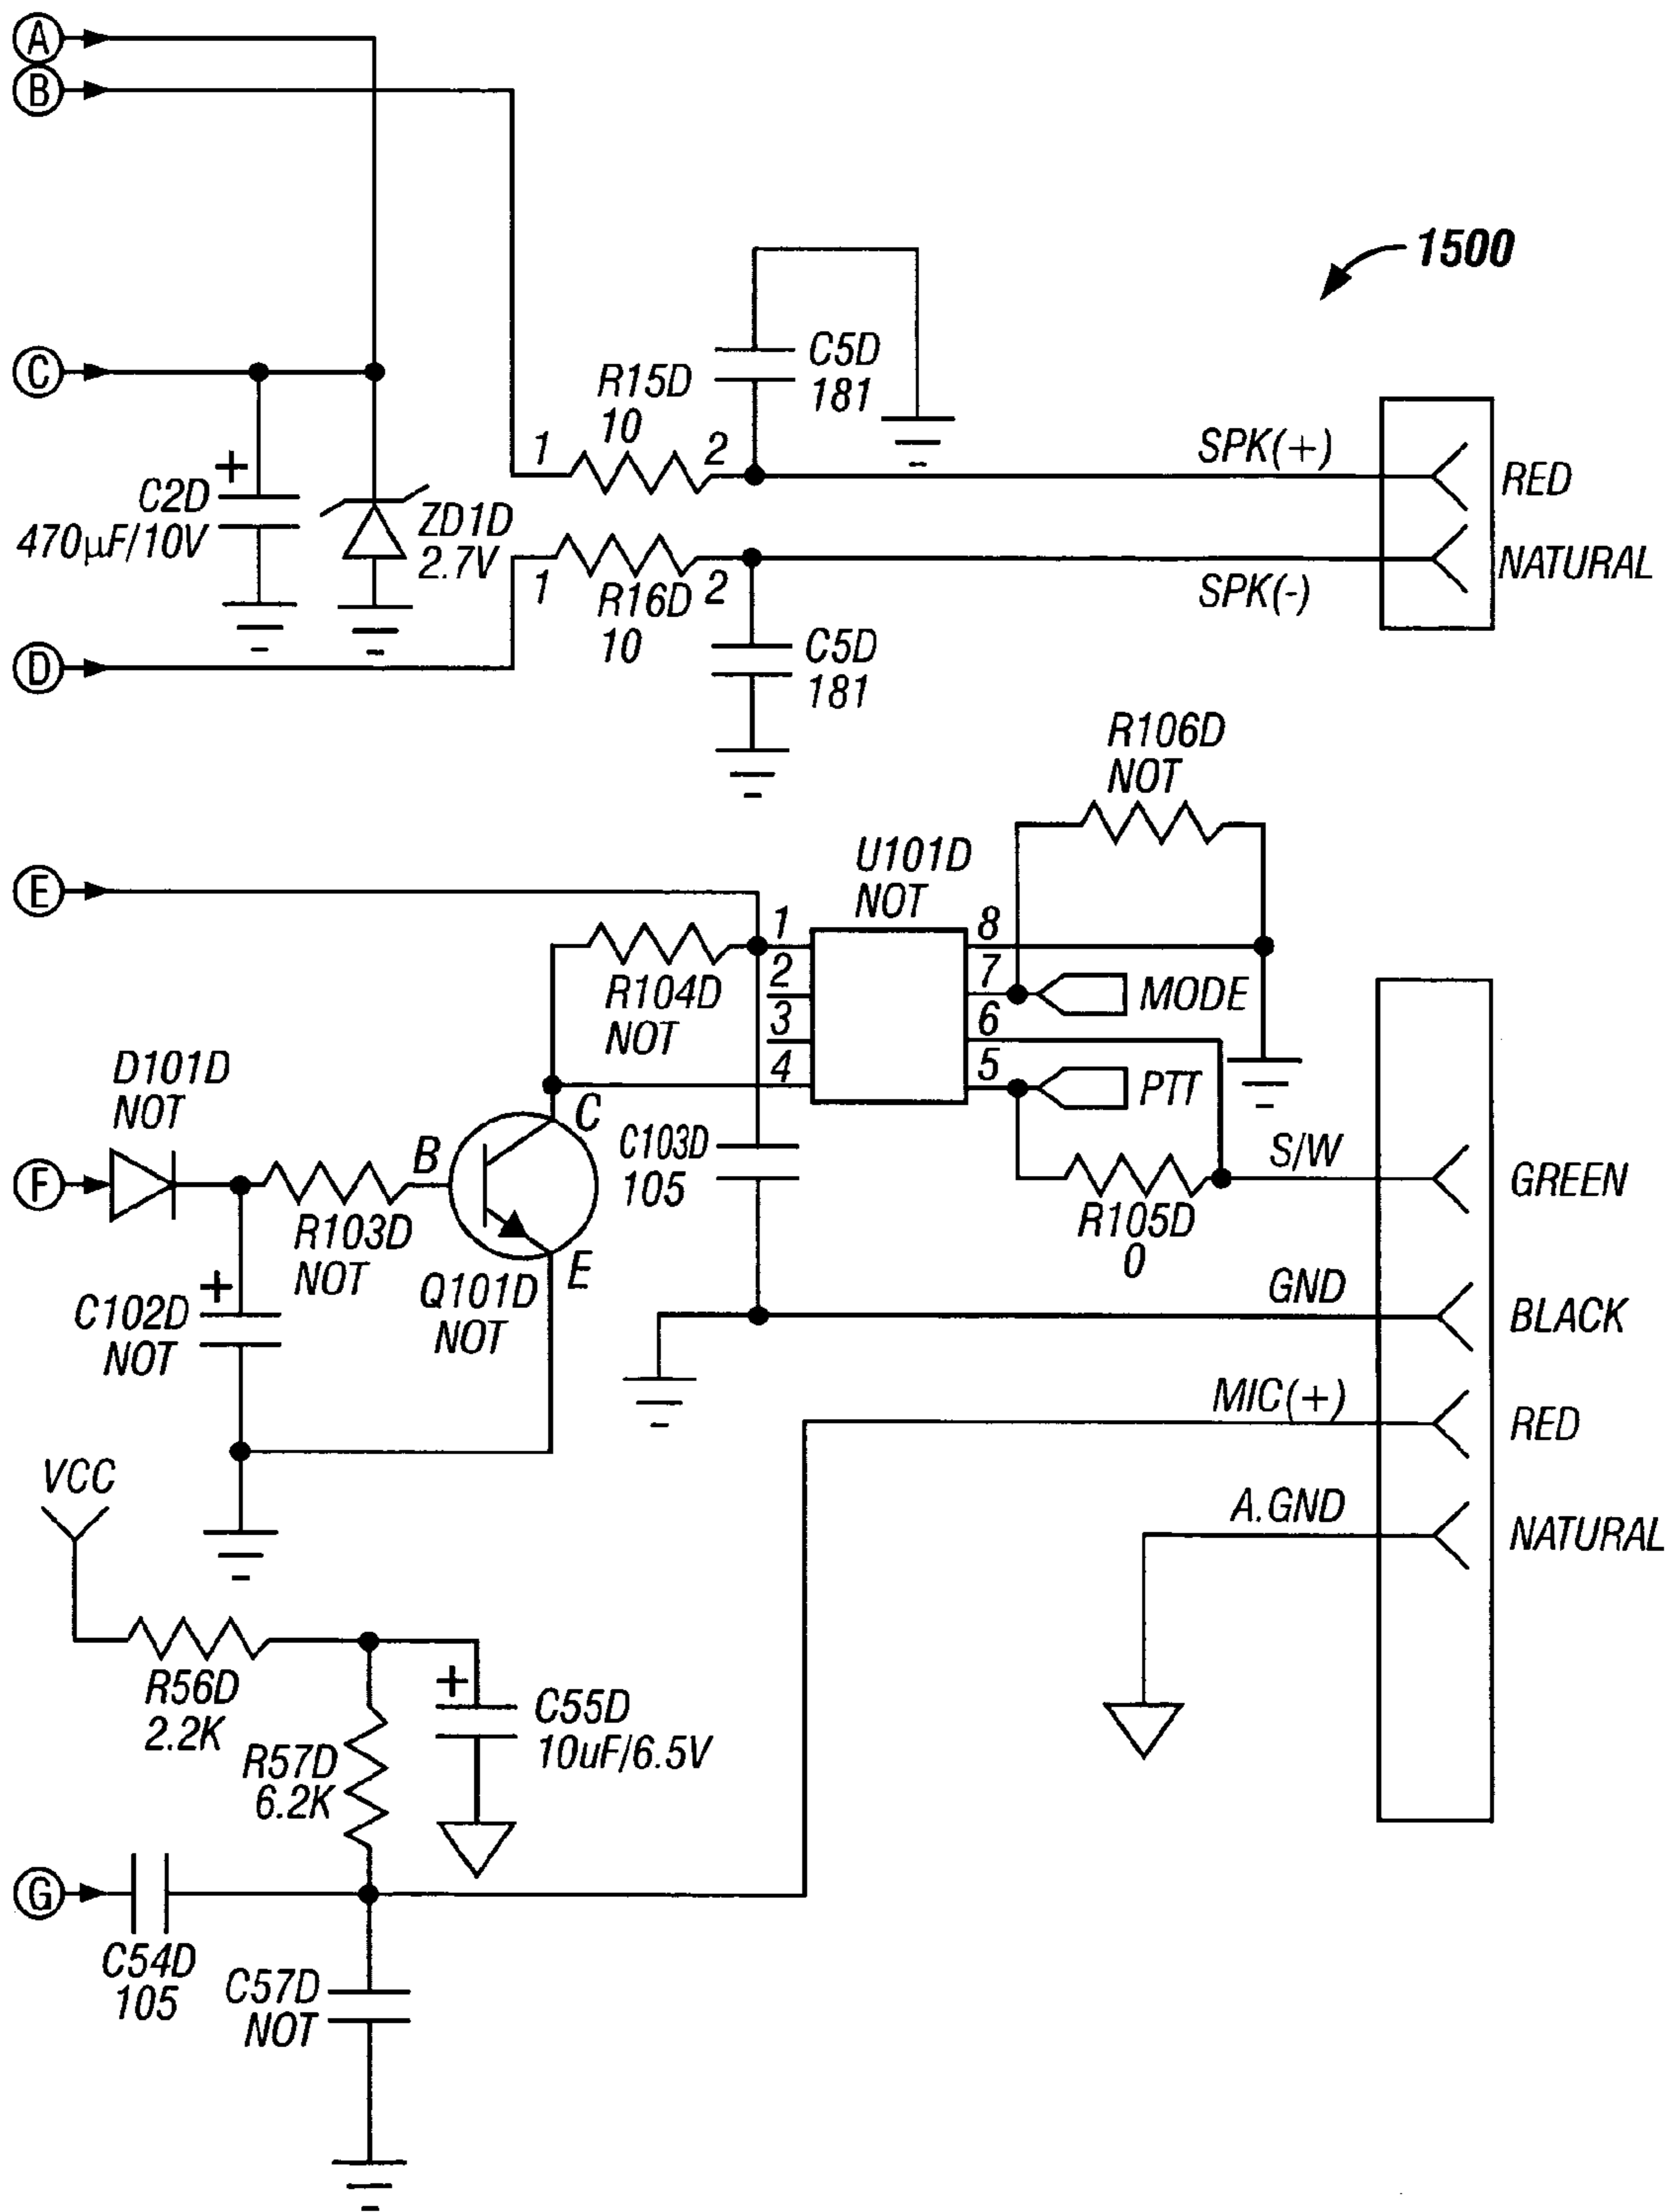 A
B
1500
C
C5D
181
R15D
10
1
2
SPK(+)
RED
+
C2D
470µF/10V
ZD1D
2.7V
1
2
R16D
10
SPK(-)
NATURAL
D
C5D
181
R106D
NOT
E
U101D
NOT
1
2
3
4
8
7
6
5
MODE
PTT
R104D
NOT
D101D
NOT
F
C
B
E
C103D
105
S/W
GREEN
R103D
NOT
R105D
0
+
C102D
NOT
Q101D
NOT
GND
BLACK
MIC(+)
RED
VCC
A.GND
NATURAL
R56D
2.2K
+
C55D
10uF/6.5V
R57D
6.2K
G
C54D
105
C57D
NOT